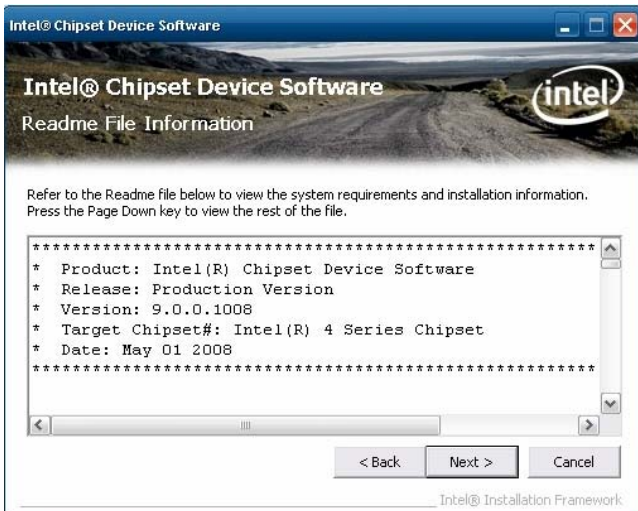 Intel® Chipset Device Software
Intel® Chipset Device Software
intel
Readme File Information
Refer to the Readme file below to view the system requirements and installation information.
Press the Page Down key to view the rest of the file.
********************************************************
* Product: Intel(R) Chipset Device Software
* Release: Production Version
* Version: 9.0.0.1008
* Target Chipset#: Intel(R) 4 Series Chipset
* Date: May 01 2008
********************************************************
< Back Next > Cancel
Intel® Installation Framework